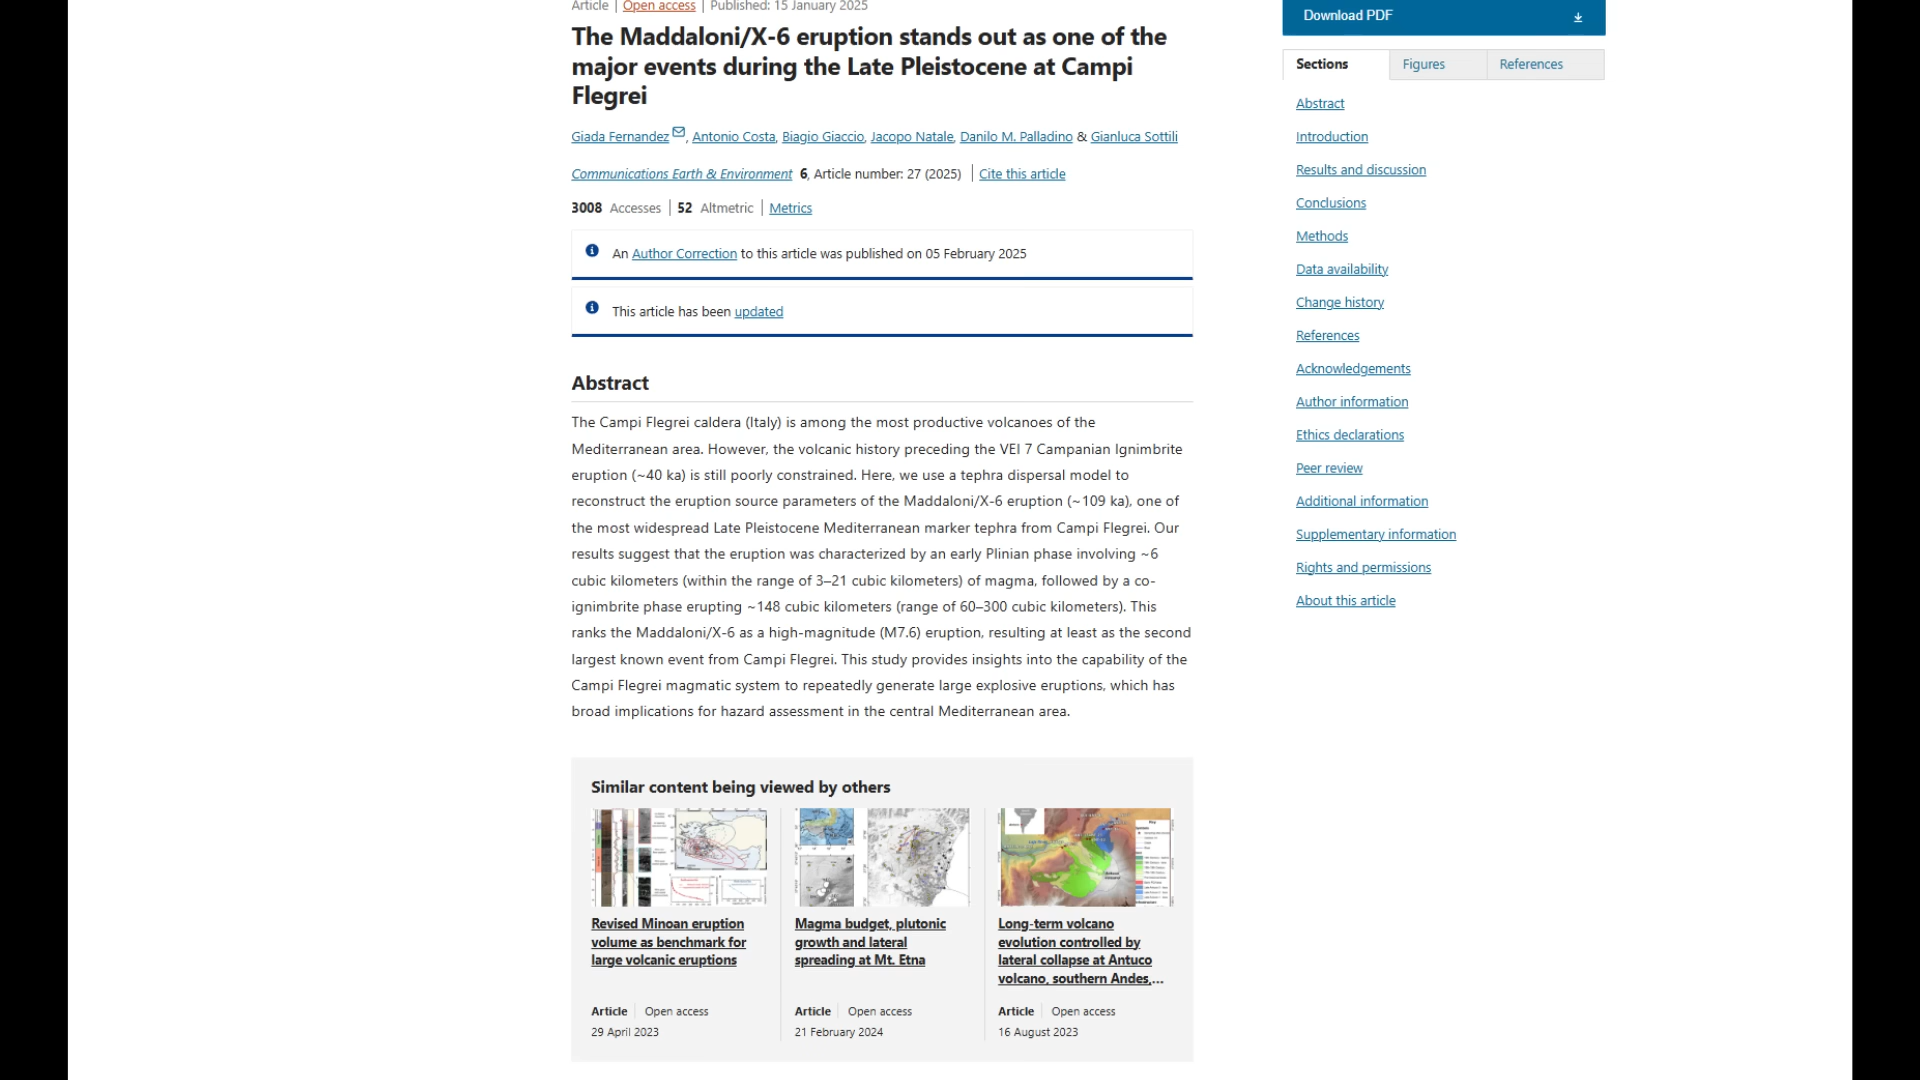 Article | Open access | Published: 15 January 2025
The Maddaloni/X-6 eruption stands out as one of the
major events during the Late Pleistocene at Campi
Flegrei
Giada Fernandez, Antonio Costa, Biagio Giaccio, Jacopo Natale, Danilo M. Palladino & Gianluca Sottili
Communications Earth & Environment 6, Article number: 27 (2025) | Cite this article
3008 Accesses | 52 Altmetric | Metrics
An Author Correction to this article was published on 05 February 2025
This article has been updated
Abstract
The Campi Flegrei caldera (Italy) is among the most productive volcanoes of the
Mediterranean area. However, the volcanic history preceding the VEI 7 Campanian Ignimbrite
eruption (~40 ka) is still poorly constrained. Here, we use a tephra dispersal model to
reconstruct the eruption source parameters of the Maddaloni/X-6 eruption (~109 ka), one of
the most widespread Late Pleistocene Mediterranean marker tephra from Campi Flegrei. Our
results suggest that the eruption was characterized by an early Plinian phase involving ~6
cubic kilometers (within the range of 3–21 cubic kilometers) of magma, followed by a co-
ignimbrite phase erupting ~148 cubic kilometers (range of 60–300 cubic kilometers). This
ranks the Maddaloni/X-6 as a high-magnitude (M7.6) eruption, resulting at least as the second
largest known event from Campi Flegrei. This study provides insights into the capability of the
Campi Flegrei magmatic system to repeatedly generate large explosive eruptions, which has
broad implications for hazard assessment in the central Mediterranean area.
Similar content being viewed by others
Revised Minoan eruption
volume as benchmark for
large volcanic eruptions
Article | Open access
29 April 2023
Magma budget, plutonic
growth and lateral
spreading at Mt. Etna
Article | Open access
21 February 2024
Long-term volcano
evolution controlled by
lateral collapse at Antuco
volcano, southern Andes,...
Article | Open access
16 August 2023
Download PDF
Sections
Figures
References
Abstract
Introduction
Results and discussion
Conclusions
Methods
Data availability
Change history
References
Acknowledgements
Author information
Ethics declarations
Peer review
Additional information
Supplementary information
Rights and permissions
About this article